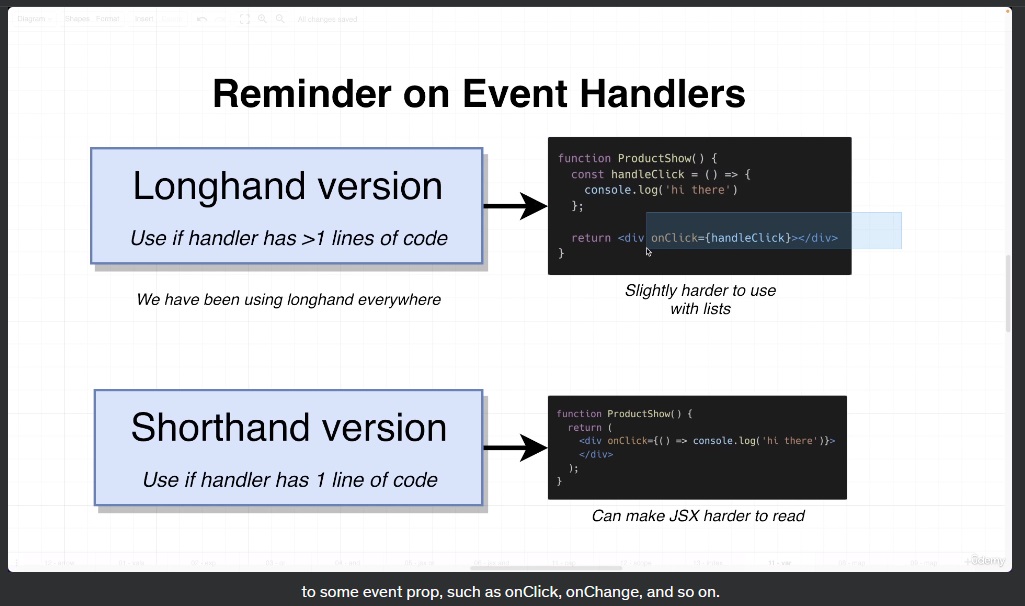 Diagram
Shapes Format Insert
All changes saved
Reminder on Event Handlers
Longhand version
Use if handler has >1 lines of code
We have been using longhand everywhere
function ProductShow() {
const handleClick = () => {
console.log('hi there')
};
return <div onClick={handleClick}></div>
}
Slightly harder to use
with lists
Shorthand version
Use if handler has 1 line of code
function ProductShow() {
return (
<div onClick={() => console.log('hi there')}>
</div>
);
}
Can make JSX harder to read
ûdemy
to some event prop, such as onClick, onChange, and so on.